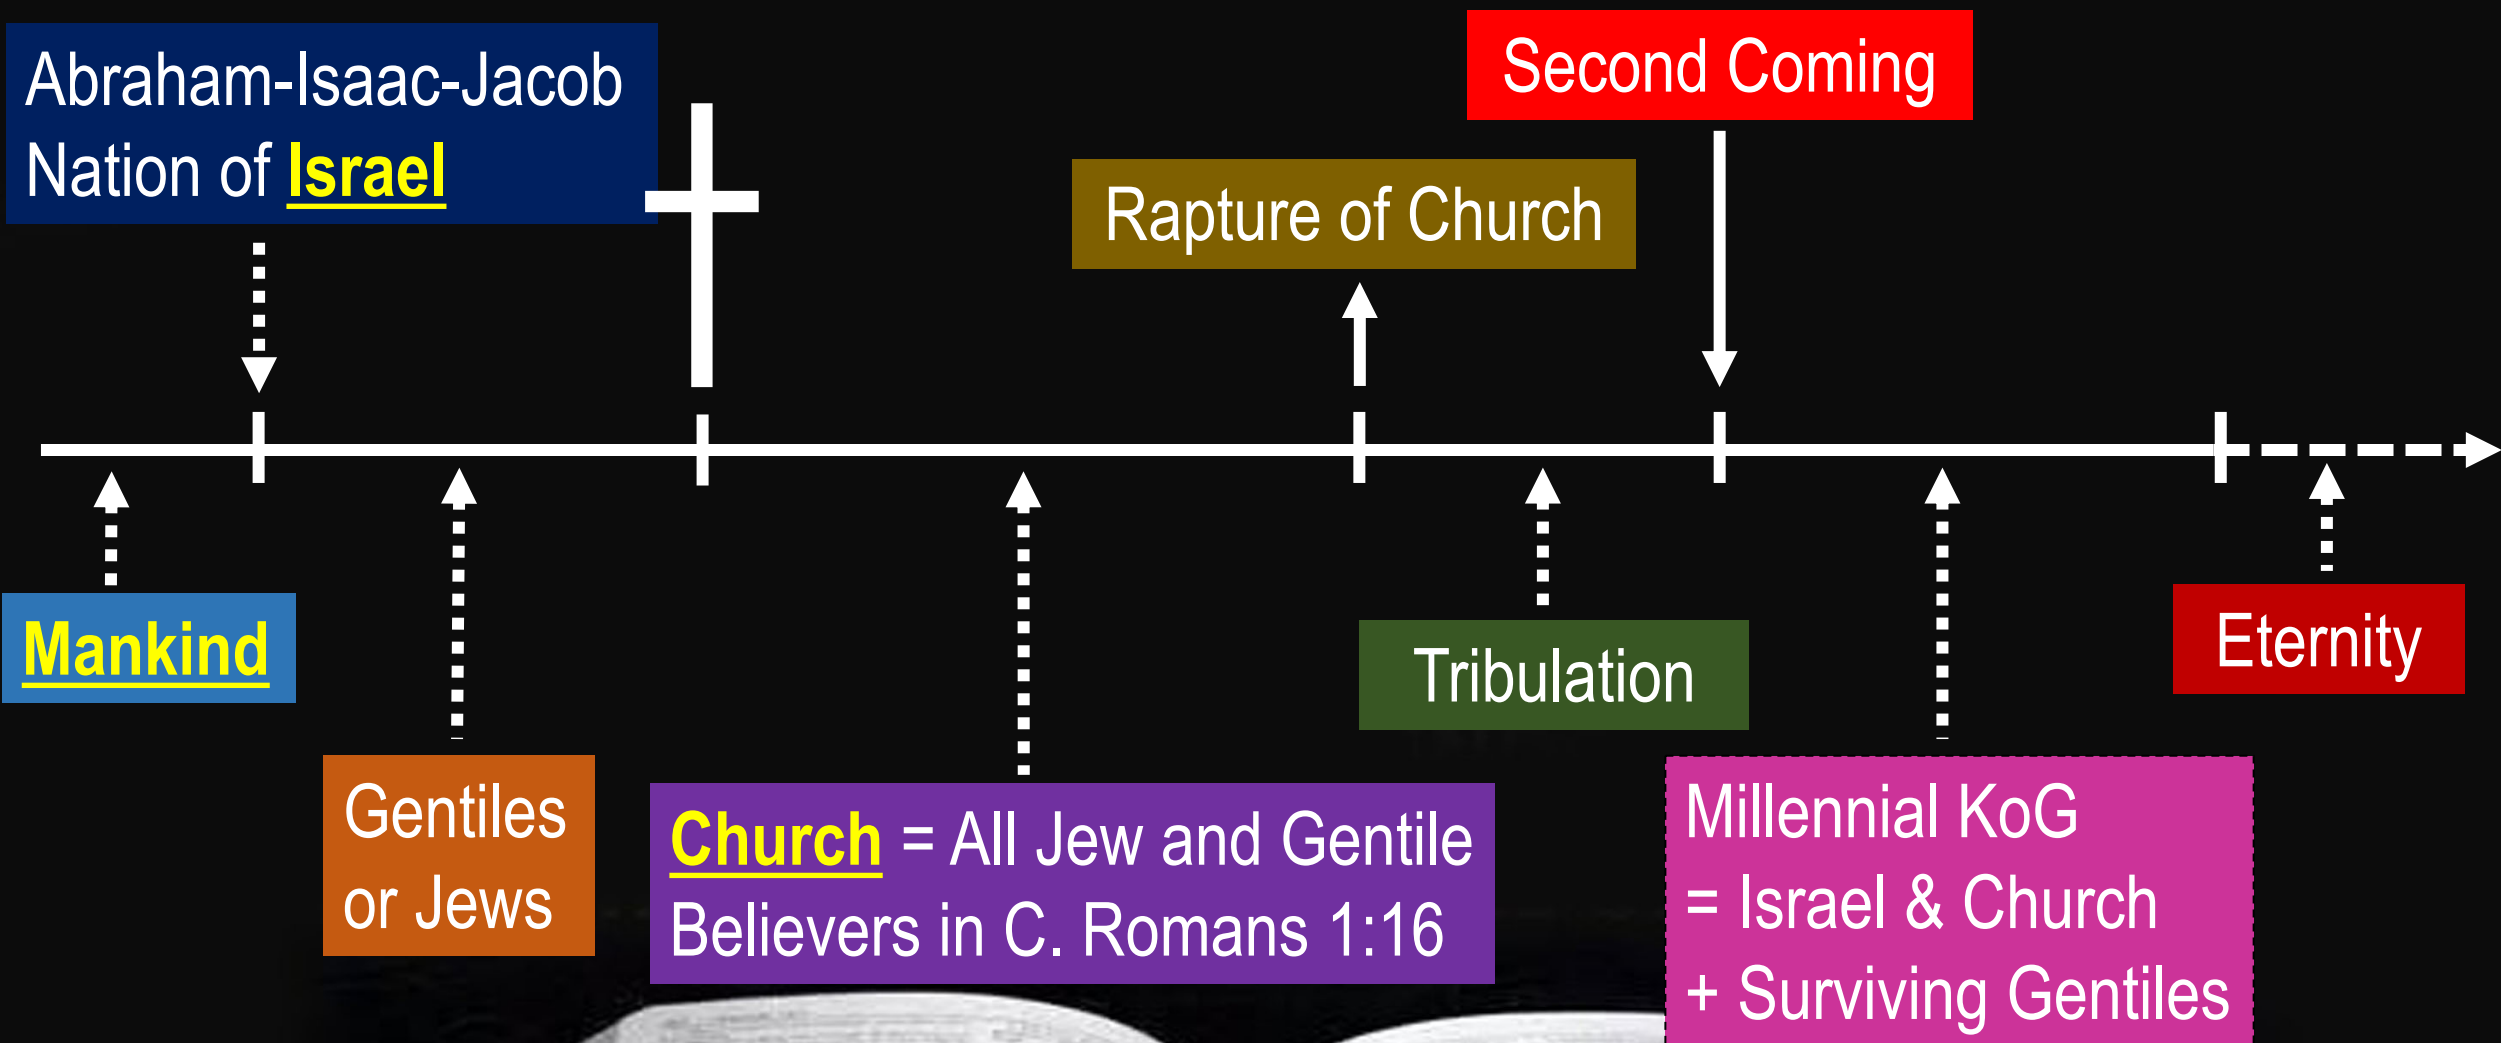 Abraham-Isaac-Jacob
Nation of Israel
Second Coming
Rapture of Church
Mankind
Gentiles
or Jews
Church = All Jew and Gentile
Believers in C. Romans 1:16
Tribulation
Millennial KoG
= Israel & Church
+ Surviving Gentiles
Eternity